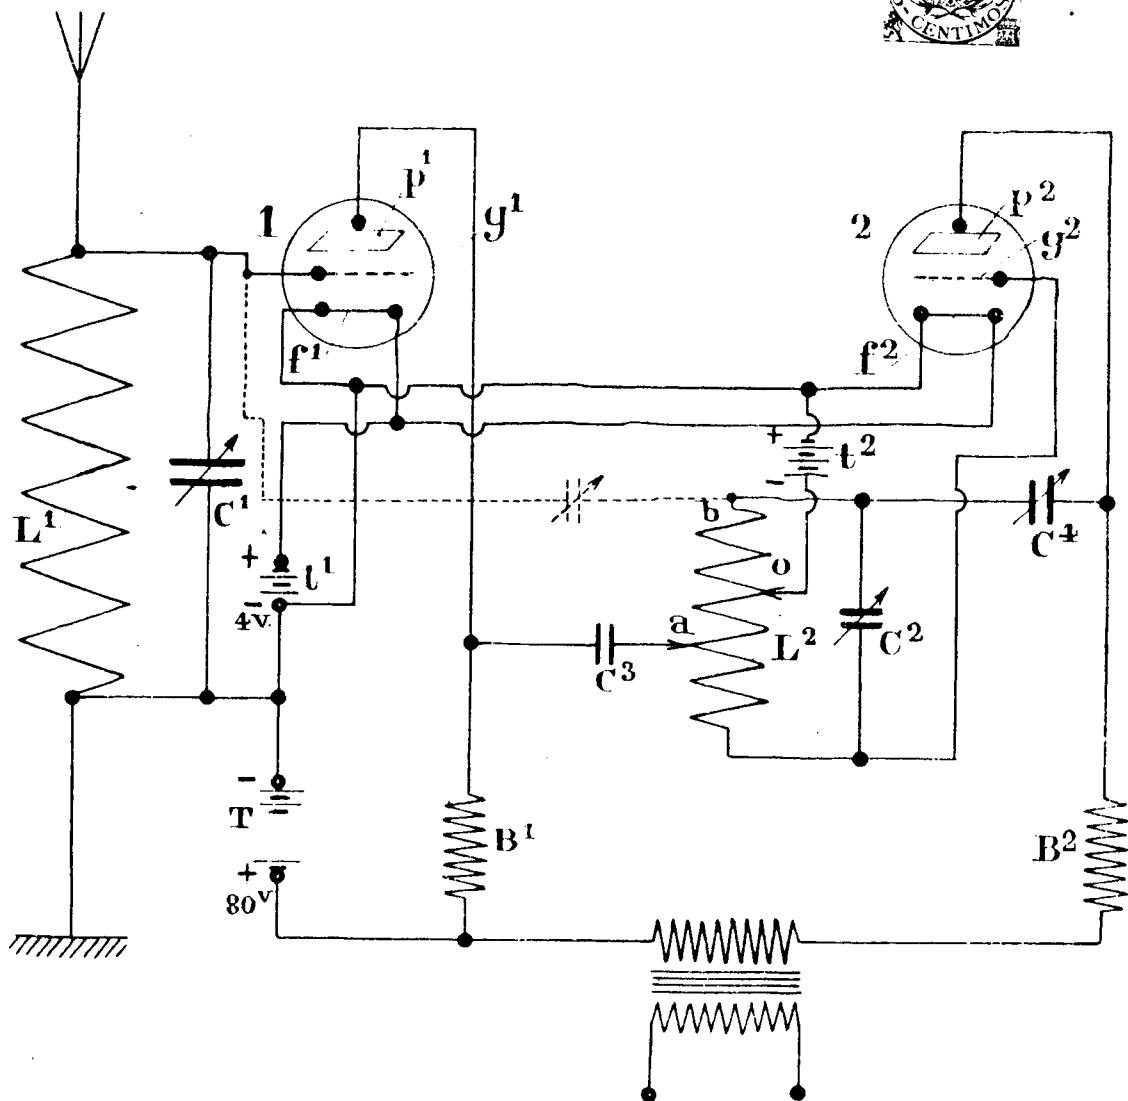 CENTIMOS
p¹
1
g¹
2
p²
g²
f¹
f²
+
t²
-
C¹
L¹
b
C⁴
+
t¹
o
-
4v
a
L²
C²
C³
-
T
B¹
B²
+
80v